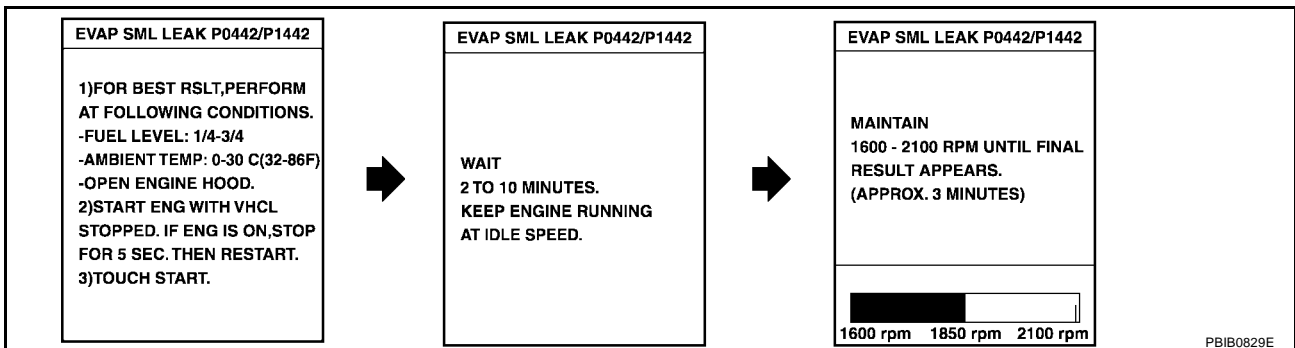 EVAP SML LEAK P0442/P1442
1)FOR BEST RSLT,PERFORM
AT FOLLOWING CONDITIONS.
-FUEL LEVEL: 1/4-3/4
-AMBIENT TEMP: 0-30 C(32-86F)
-OPEN ENGINE HOOD.
2)START ENG WITH VHCL
STOPPED. IF ENG IS ON,STOP
FOR 5 SEC. THEN RESTART.
3)TOUCH START.
EVAP SML LEAK P0442/P1442
WAIT
2 TO 10 MINUTES.
KEEP ENGINE RUNNING
AT IDLE SPEED.
EVAP SML LEAK P0442/P1442
MAINTAIN
1600 - 2100 RPM UNTIL FINAL
RESULT APPEARS.
(APPROX. 3 MINUTES)
1600 rpm 1850 rpm 2100 rpm
PBIB0829E